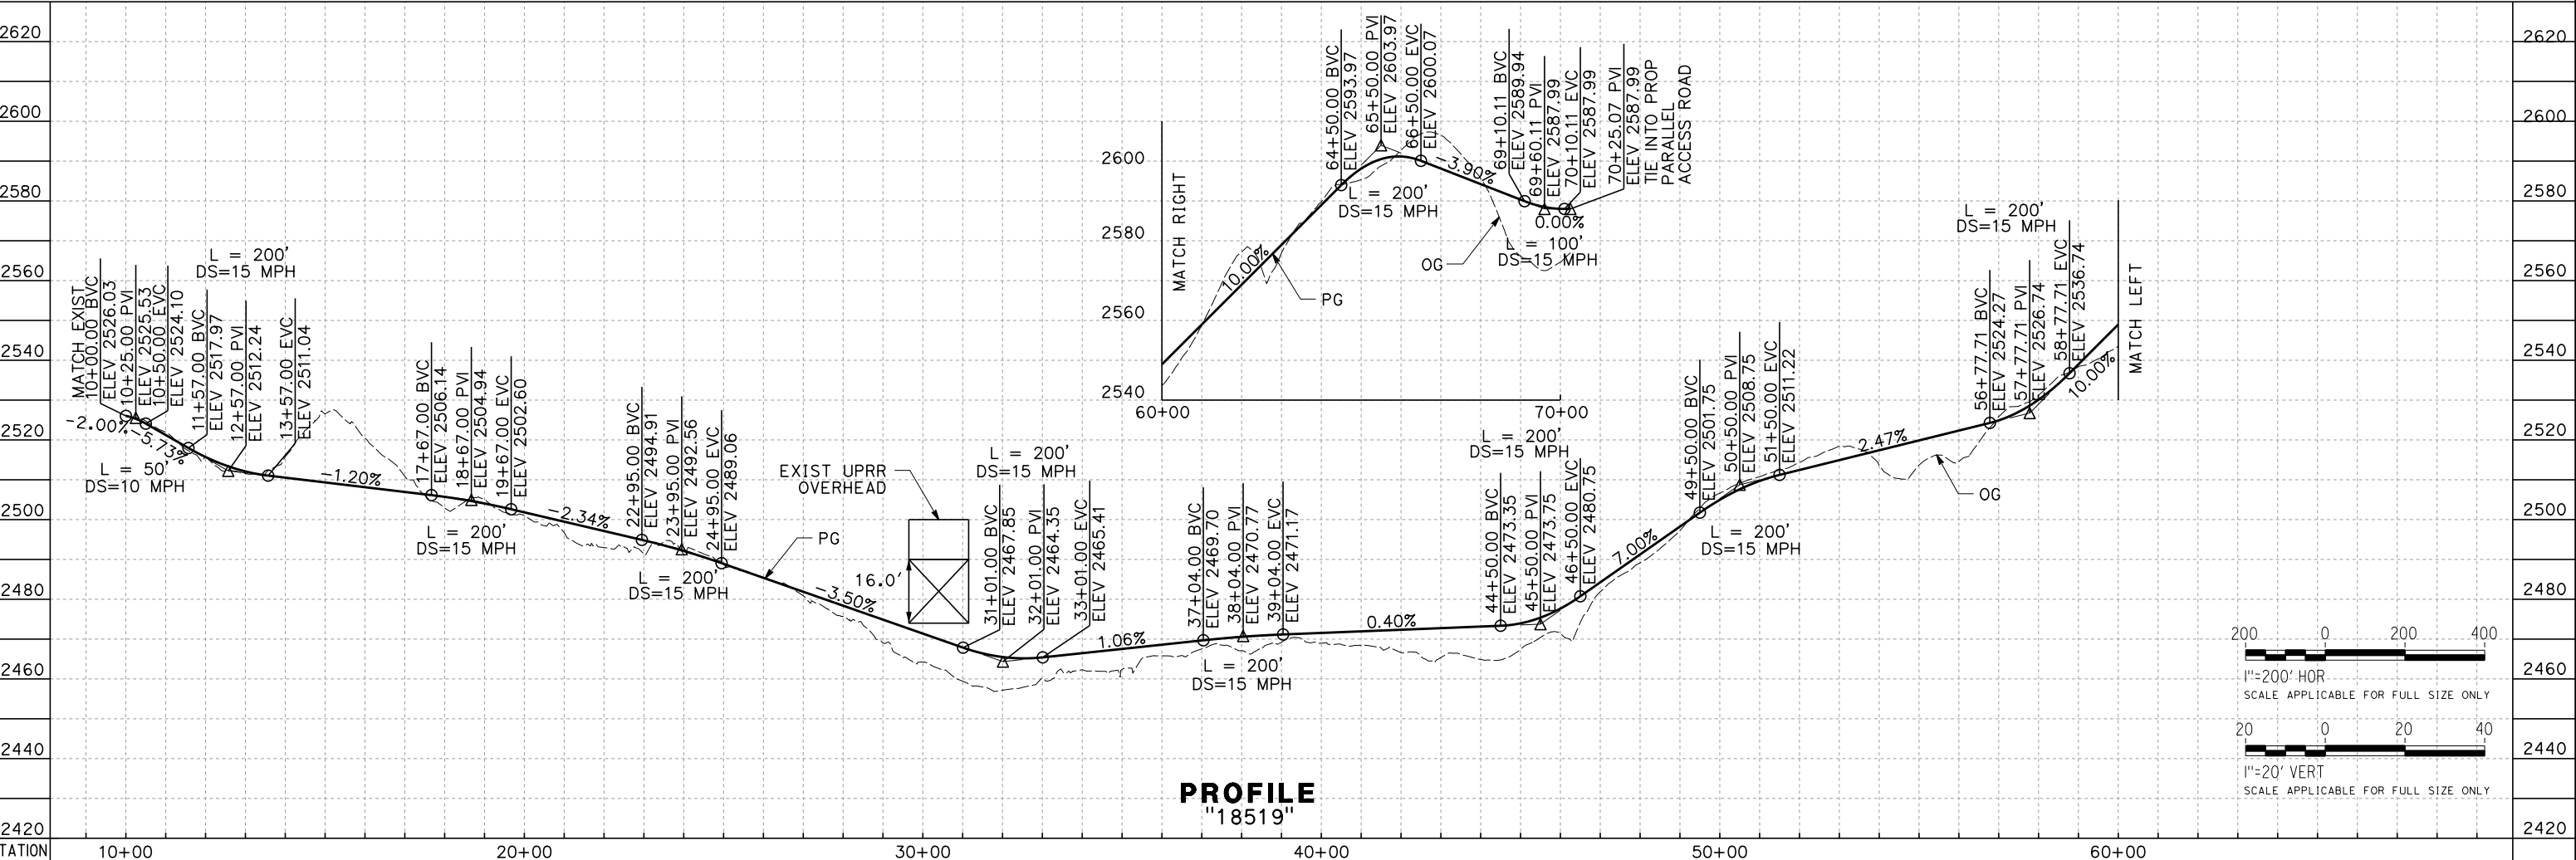 2620
2600
2580
2560
2540
2520
2500
2480
2460
2440
2420
TATION
MATCH EXIST
10+00.00 BVC
ELEV 2526.03
10+25.00 PVI
ELEV 2525.53
10+50.00 EVC
ELEV 2524.10
11+57.00 BVC
ELEV 2517.97
12+57.00 PVI
ELEV 2512.24
13+57.00 EVC
ELEV 2511.04
L = 200'
DS=15 MPH
-2.00%
-5.73%
L = 50'
DS=10 MPH
-1.20%
17+67.00 BVC
ELEV 2506.14
18+67.00 PVI
ELEV 2504.94
19+67.00 EVC
ELEV 2502.60
L = 200'
DS=15 MPH
-2.34%
22+95.00 BVC
ELEV 2494.91
23+95.00 PVI
ELEV 2492.56
24+95.00 EVC
ELEV 2489.06
L = 200'
DS=15 MPH
PG
-3.50%
EXIST UPRR
OVERHEAD
16.0'
L = 200'
DS=15 MPH
31+01.00 BVC
ELEV 2467.85
32+01.00 PVI
ELEV 2464.35
33+01.00 EVC
ELEV 2465.41
1.06%
37+04.00 BVC
ELEV 2469.70
38+04.00 PVI
ELEV 2470.77
39+04.00 EVC
ELEV 2471.17
L = 200'
DS=15 MPH
0.40%
L = 200'
DS=15 MPH
44+50.00 BVC
ELEV 2473.35
45+50.00 PVI
ELEV 2473.75
46+50.00 EVC
ELEV 2480.75
7.00%
49+50.00 BVC
ELEV 2501.75
50+50.00 PVI
ELEV 2508.75
51+50.00 EVC
ELEV 2511.22
L = 200'
DS=15 MPH
2.47%
OG
L = 200'
DS=15 MPH
56+77.71 BVC
ELEV 2524.27
57+77.71 PVI
ELEV 2526.74
58+77.71 EVC
ELEV 2536.74
10.00%
MATCH LEFT
2600
2580
2560
2540
MATCH RIGHT
10.00%
PG
64+50.00 BVC
ELEV 2593.97
65+50.00 PVI
ELEV 2603.97
66+50.00 EVC
ELEV 2600.07
L = 200'
DS=15 MPH
-3.90%
OG
69+10.11 BVC
ELEV 2589.94
69+60.11 PVI
ELEV 2587.99
70+10.11 EVC
ELEV 2587.99
70+25.07 PVI
ELEV 2587.99
TIE INTO PROP
PARALLEL
ACCESS ROAD
0.00%
L = 100'
DS=15 MPH
60+00
70+00
2620
2600
2580
2560
2540
2520
2500
2480
2460
2440
2420
200 0 200 400
1"=200' HOR
SCALE APPLICABLE FOR FULL SIZE ONLY
20 0 20 40
1"=20' VERT
SCALE APPLICABLE FOR FULL SIZE ONLY
PROFILE
"18519"
10+00
20+00
30+00
40+00
50+00
60+00